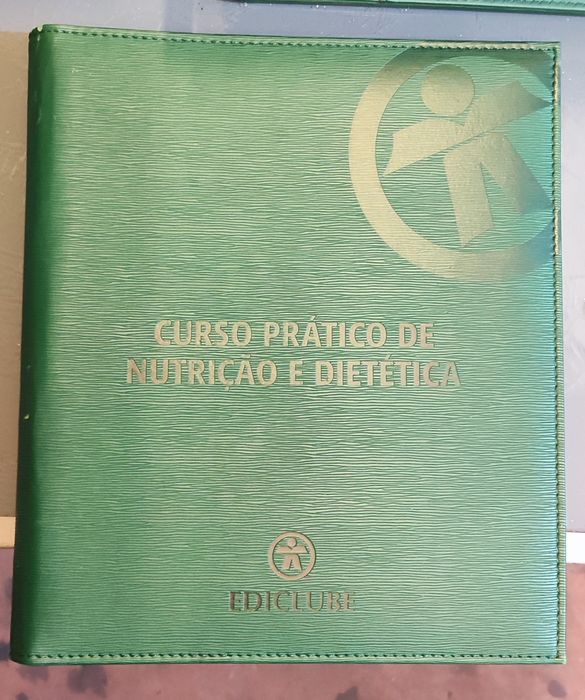 CURSO PRÁTICO DE
NUTRIÇÃO E DIETÉTICA
EDICLUBE